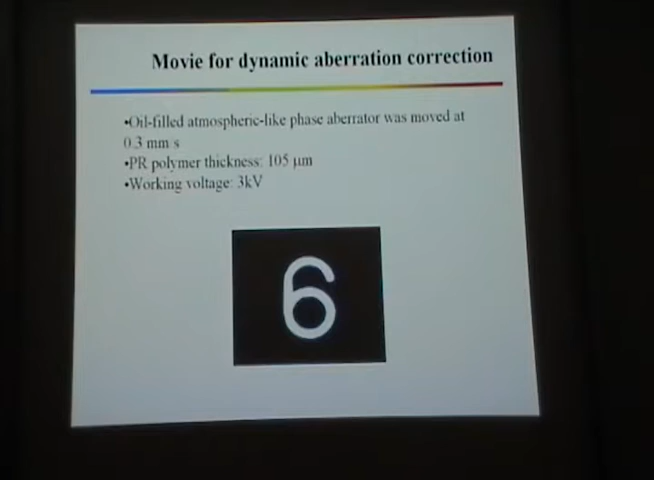 Movie for dynamic aberration correction
•Oil-filled atmospheric-like phase aberrator was moved at
0.3 mm s
•PR polymer thickness: 105 μm
•Working voltage: 3kV
6